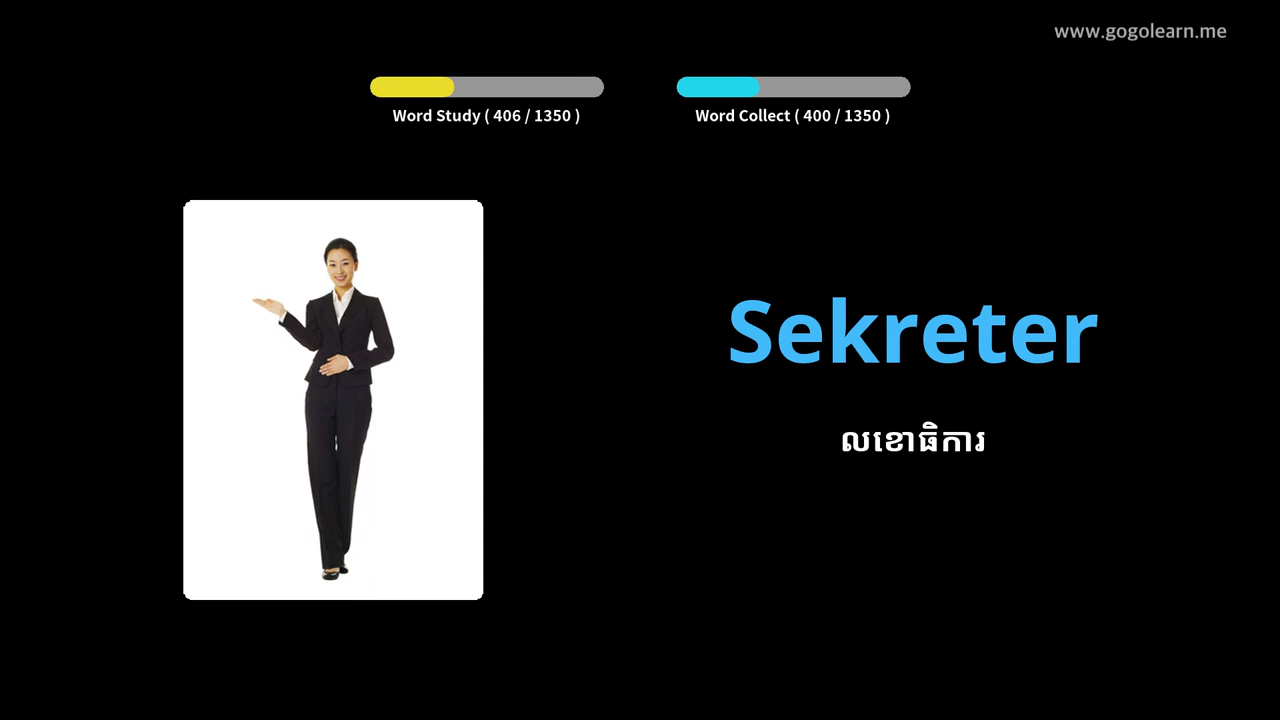 www.gogolearn.me
Word Study ( 406 / 1350 )
Word Collect ( 400 / 1350 )
Sekreter
លខោធិការ